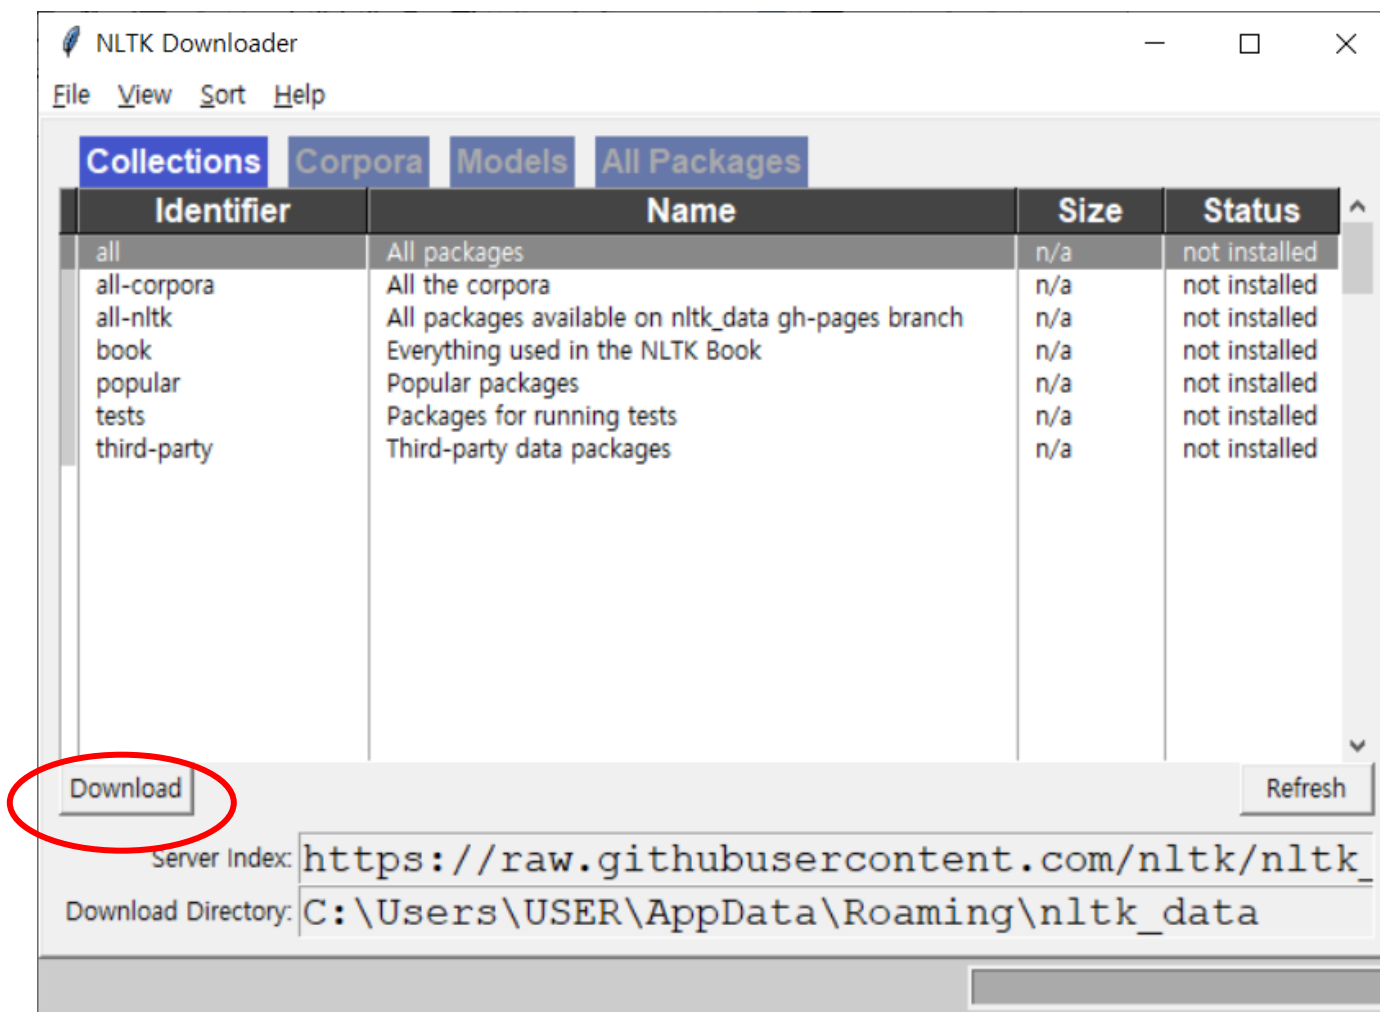 NLTK Downloader
File View Sort Help
Collections Corpora Models All Packages
Identifier Name Size Status
all All packages n/a not installed
all-corpora All the corpora n/a not installed
all-nltk All packages available on nltk_data gh-pages branch n/a not installed
book Everything used in the NLTK Book n/a not installed
popular Popular packages n/a not installed
tests Packages for running tests n/a not installed
third-party Third-party data packages n/a not installed
Download Refresh
Server Index: https://raw.githubusercontent.com/nltk/nltk_
Download Directory: C:\Users\USER\AppData\Roaming\nltk_data